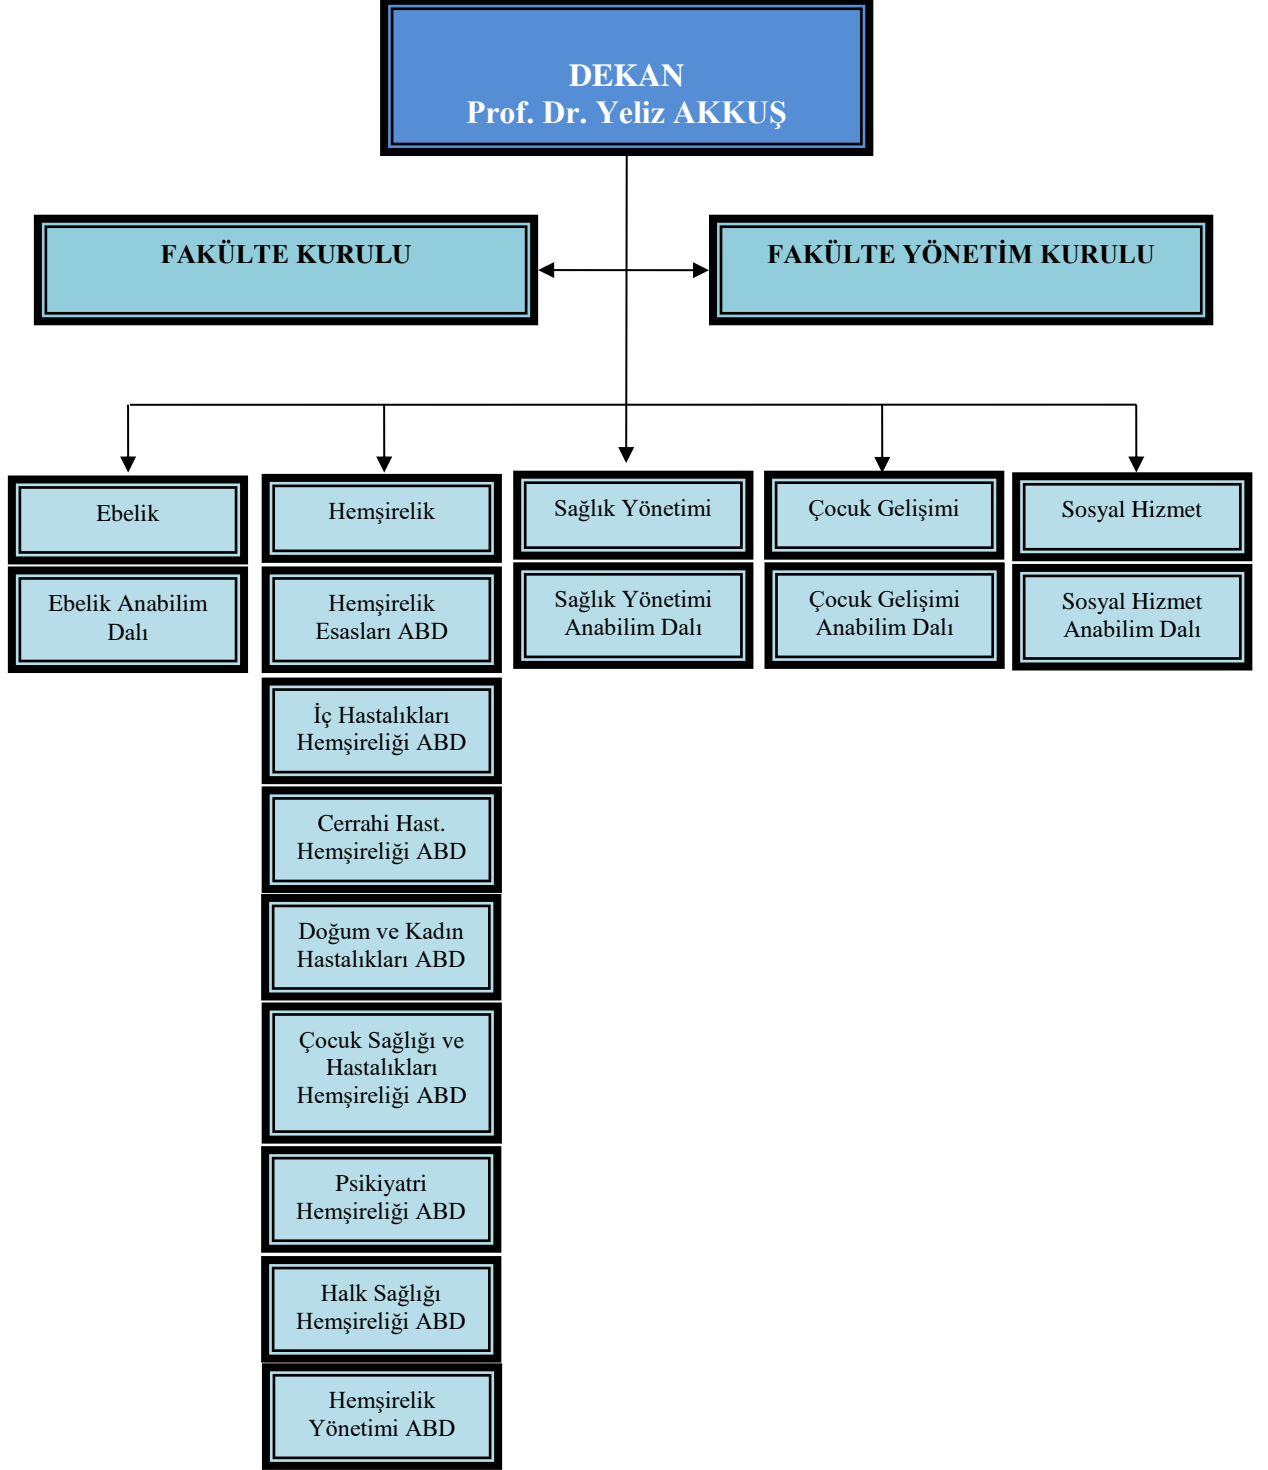 DEKAN
Prof. Dr. Yeliz AKKUŞ
FAKÜLTE KURULU
FAKÜLTE YÖNETİM KURULU
Ebelik
Hemşirelik
Sağlık Yönetimi
Çocuk Gelişimi
Sosyal Hizmet
Ebelik Anabilim
Dalı
Hemşirelik
Esasları ABD
Sağlık Yönetimi
Anabilim Dalı
Çocuk Gelişimi
Anabilim Dalı
Sosyal Hizmet
Anabilim Dalı
İç Hastalıkları
Hemşireliği ABD
Cerrahi Hast.
Hemşireliği ABD
Doğum ve Kadın
Hastalıkları ABD
Çocuk Sağlığı ve
Hastalıkları
Hemşireliği ABD
Psikiyatri
Hemşireliği ABD
Halk Sağlığı
Hemşireliği ABD
Hemşirelik
Yönetimi ABD